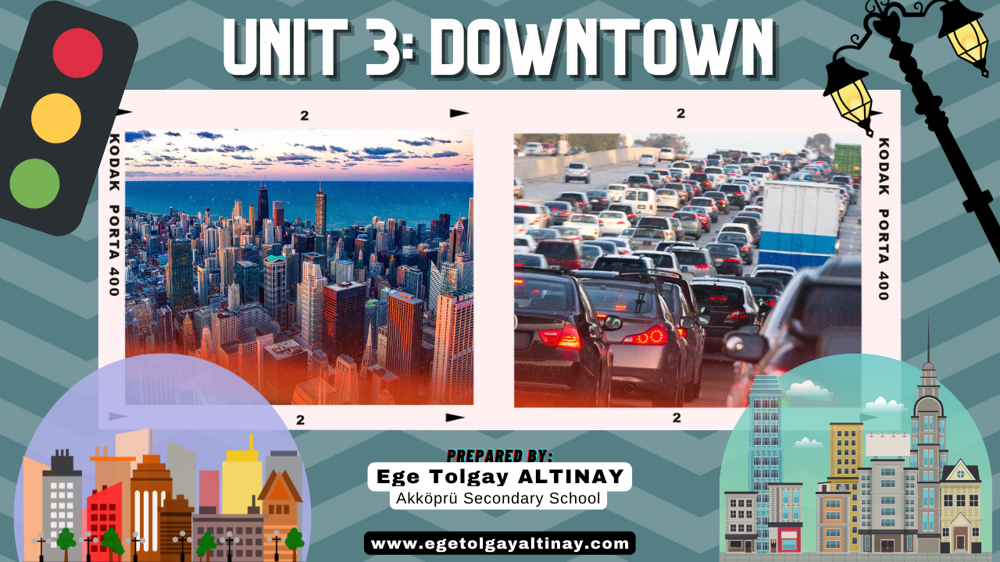 UNIT 3: DOWNTOWN
2
2
KODAK PORTA 400
KODAK PORTA 400
2
2
PREPARED BY:
Ege Tolgay ALTINAY
Akköprü Secondary School
www.egetolgayaltinay.com